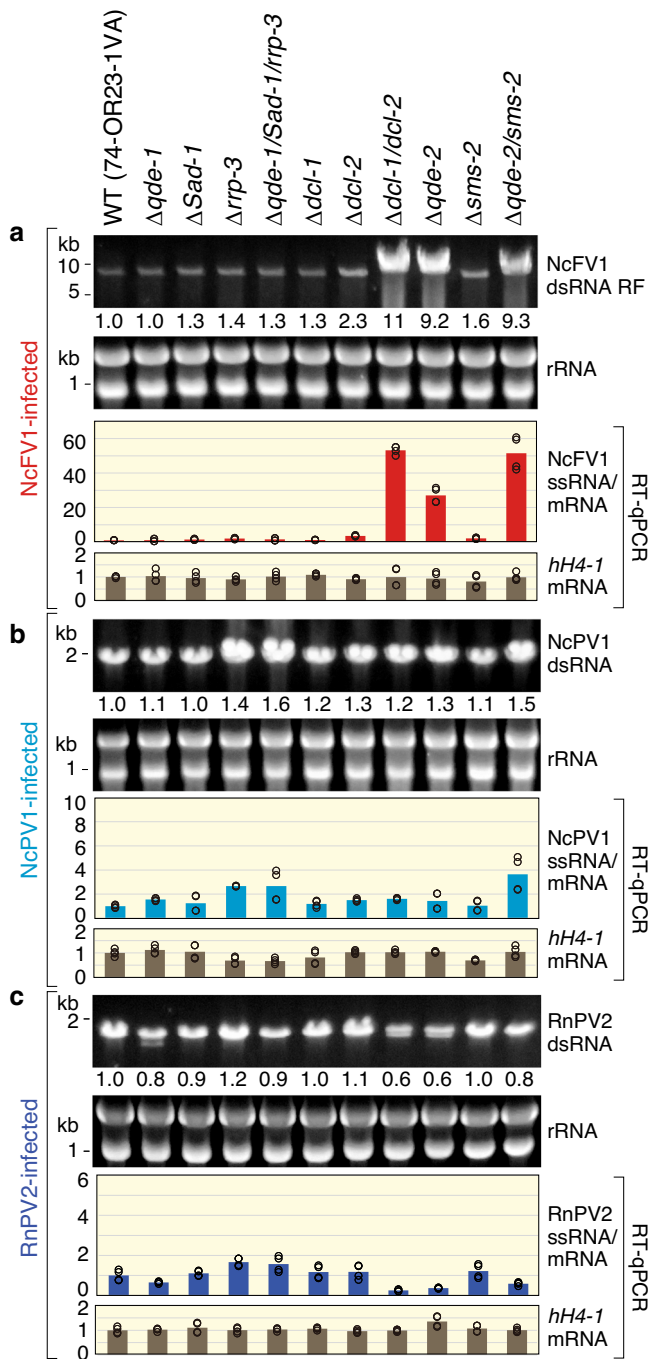 WT (74-OR23-1VA)
Δqde-1
ΔSad-1
Δrrp-3
Δqde-1/Sad-1/rrp-3
Δdcl-1
Δdcl-2
Δdcl-1/dcl-2
Δqde-2
Δsms-2
Δqde-2/sms-2
a
NcFV1-infected
kb
10
5
NcFV1
dsRNA RF
1.0 1.0 1.3 1.4 1.3 1.3 2.3 11 9.2 1.6 9.3
kb
1
rRNA
60
40
20
0
NcFV1
ssRNA/
mRNA
2
1
0
hH4-1
mRNA
RT-qPCR
b
NcPV1-infected
kb
2
NcPV1
dsRNA
1.0 1.1 1.0 1.4 1.6 1.2 1.3 1.2 1.3 1.1 1.5
kb
1
rRNA
10
8
6
4
2
0
NcPV1
ssRNA/
mRNA
2
1
0
hH4-1
mRNA
RT-qPCR
c
RnPV2-infected
kb
2
RnPV2
dsRNA
1.0 0.8 0.9 1.2 0.9 1.0 1.1 0.6 0.6 1.0 0.8
kb
1
rRNA
6
4
2
0
RnPV2
ssRNA/
mRNA
2
1
0
hH4-1
mRNA
RT-qPCR